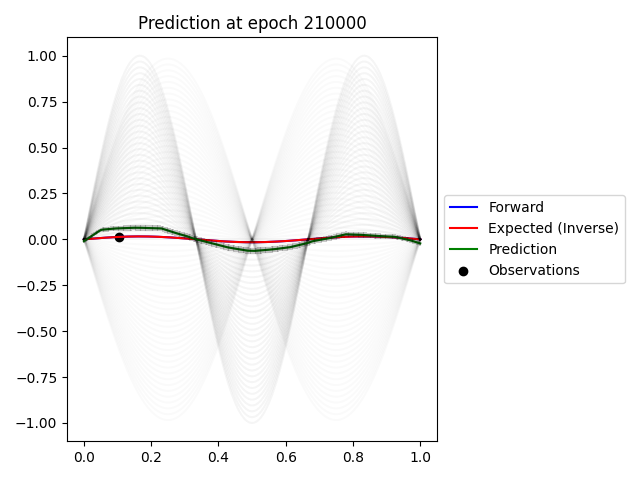 Prediction at epoch 210000
1.00
0.75
0.50
0.25
0.00
−0.25
−0.50
−0.75
−1.00
0.0 0.2 0.4 0.6 0.8 1.0
Forward
Expected (Inverse)
Prediction
Observations